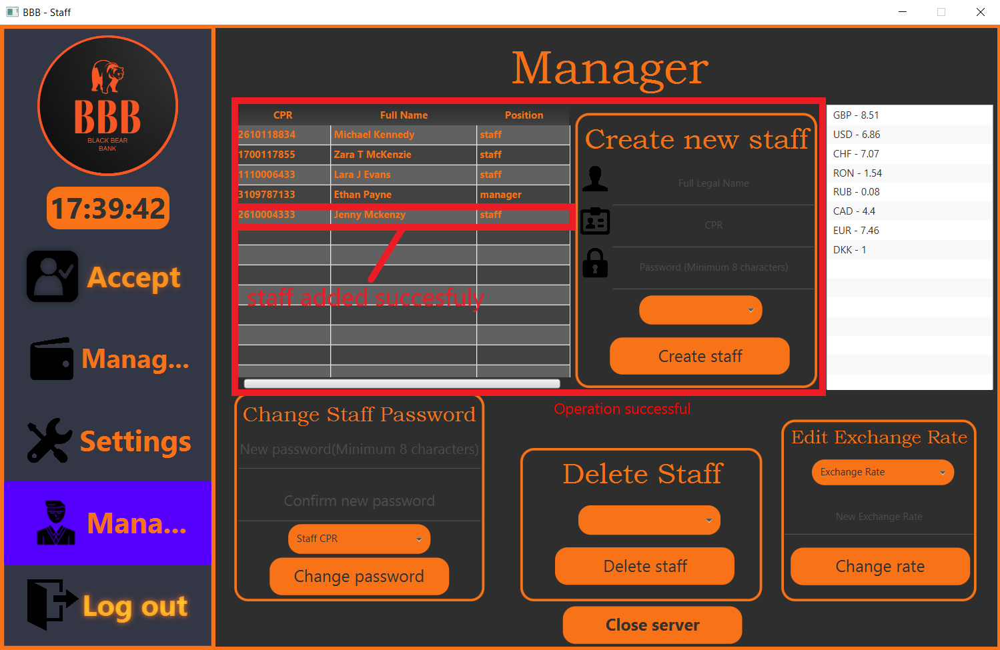 BBB - Staff
BBB
BLACK BEAR
BANK
17:39:42
Accept
Manag...
Settings
Mana...
Log out
Manager
CPR Full Name Position
2610118834 Michael Kennedy staff
1700117855 Zara T McKenzie staff
1110006433 Lara J Evans staff
3109787133 Ethan Payne manager
2610004333 Jenny Mckenzy staff
staff added succesfuly
Create new staff
Full Legal Name
CPR
Password (Minimum 8 characters)
Create staff
GBP - 8.51
USD - 6.86
CHF - 7.07
RON - 1.54
RUB - 0.08
CAD - 4.4
EUR - 7.46
DKK - 1
Operation successful
Change Staff Password
New password(Minimum 8 characters)
Confirm new password
Staff CPR
Change password
Delete Staff
Delete staff
Edit Exchange Rate
Exchange Rate
New Exchange Rate
Change rate
Close server